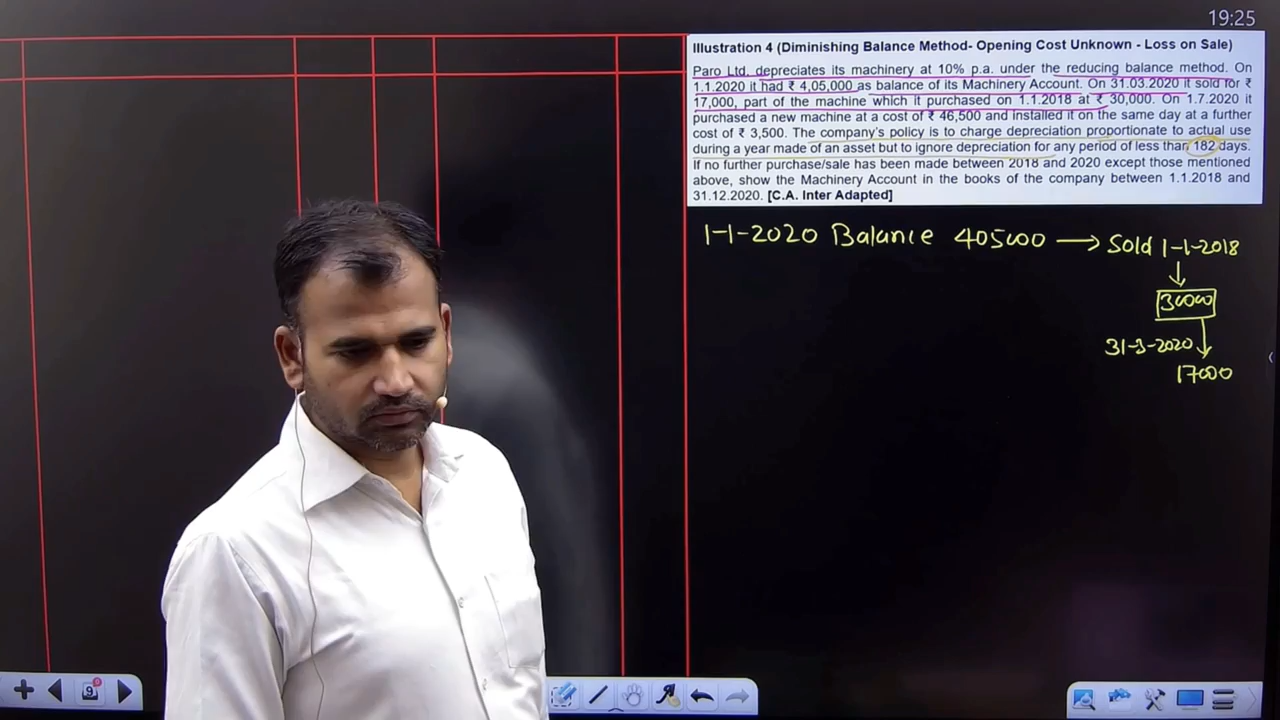 19:25
Illustration 4 (Diminishing Balance Method- Opening Cost Unknown - Loss on Sale)
Paro Ltd. depreciates its machinery at 10% p.a. under the reducing balance method. On
1.1.2020 it had ₹ 4,05,000 as balance of its Machinery Account. On 31.03.2020 it sold for ₹
17,000, part of the machine which it purchased on 1.1.2018 at ₹ 30,000. On 1.7.2020 it
purchased a new machine at a cost of ₹ 46,500 and installed it on the same day at a further
cost of ₹ 3,500. The company's policy is to charge depreciation proportionate to actual use
during a year made of an asset but to ignore depreciation for any period of less than 182 days.
If no further purchase/sale has been made between 2018 and 2020 except those mentioned
above, show the Machinery Account in the books of the company between 1.1.2018 and
31.12.2020. [C.A. Inter Adapted]
1-1-2020 Balance 405000 → Sold 1-1-2018
30000
31-3-2020
17000
9